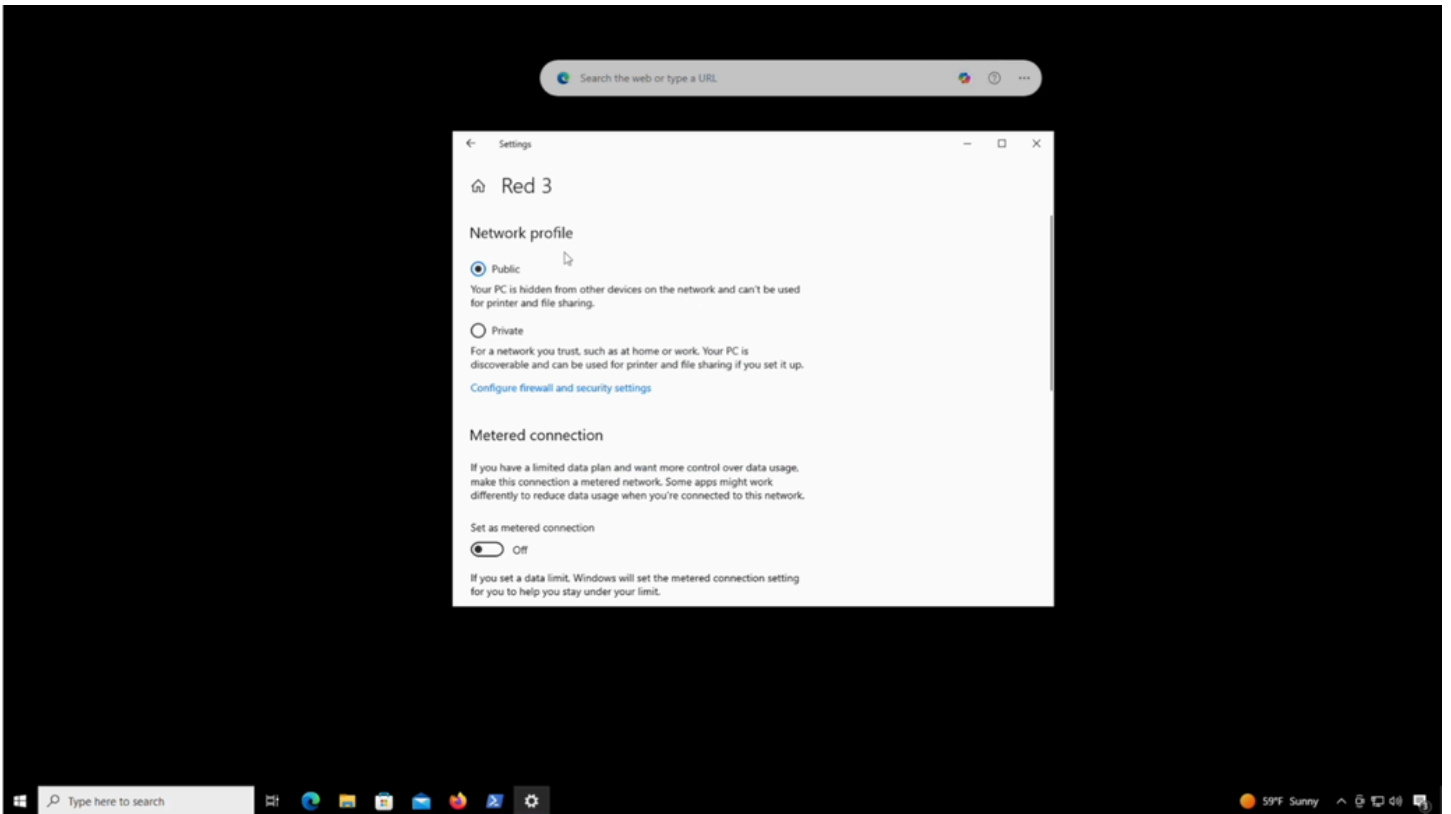 Search the web or type a URL
Settings
Red 3
Network profile
Public
Your PC is hidden from other devices on the network and can't be used
for printer and file sharing.
Private
For a network you trust, such as at home or work. Your PC is
discoverable and can be used for printer and file sharing if you set it up.
Configure firewall and security settings
Metered connection
If you have a limited data plan and want more control over data usage,
make this connection a metered network. Some apps might work
differently to reduce data usage when you're connected to this network.
Set as metered connection
Off
If you set a data limit, Windows will set the metered connection setting
for you to help you stay under your limit.
Type here to search
59°F Sunny
3